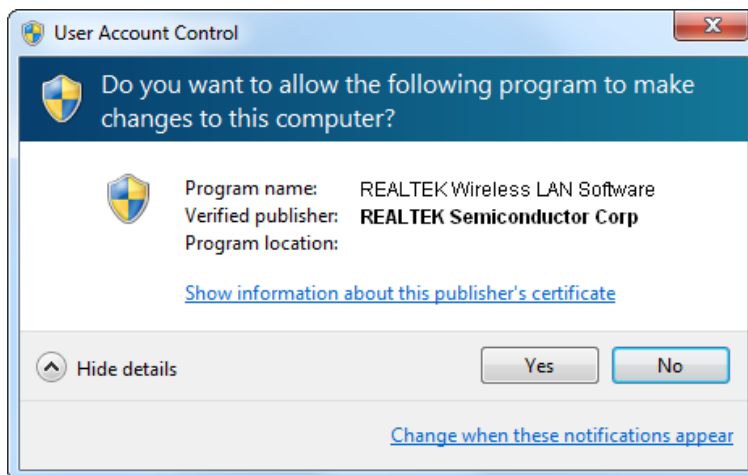 User Account Control
Do you want to allow the following program to make
changes to this computer?
Program name: REALTEK Wireless LAN Software
Verified publisher: REALTEK Semiconductor Corp
Program location:
Show information about this publisher's certificate
Hide details
Yes
No
Change when these notifications appear